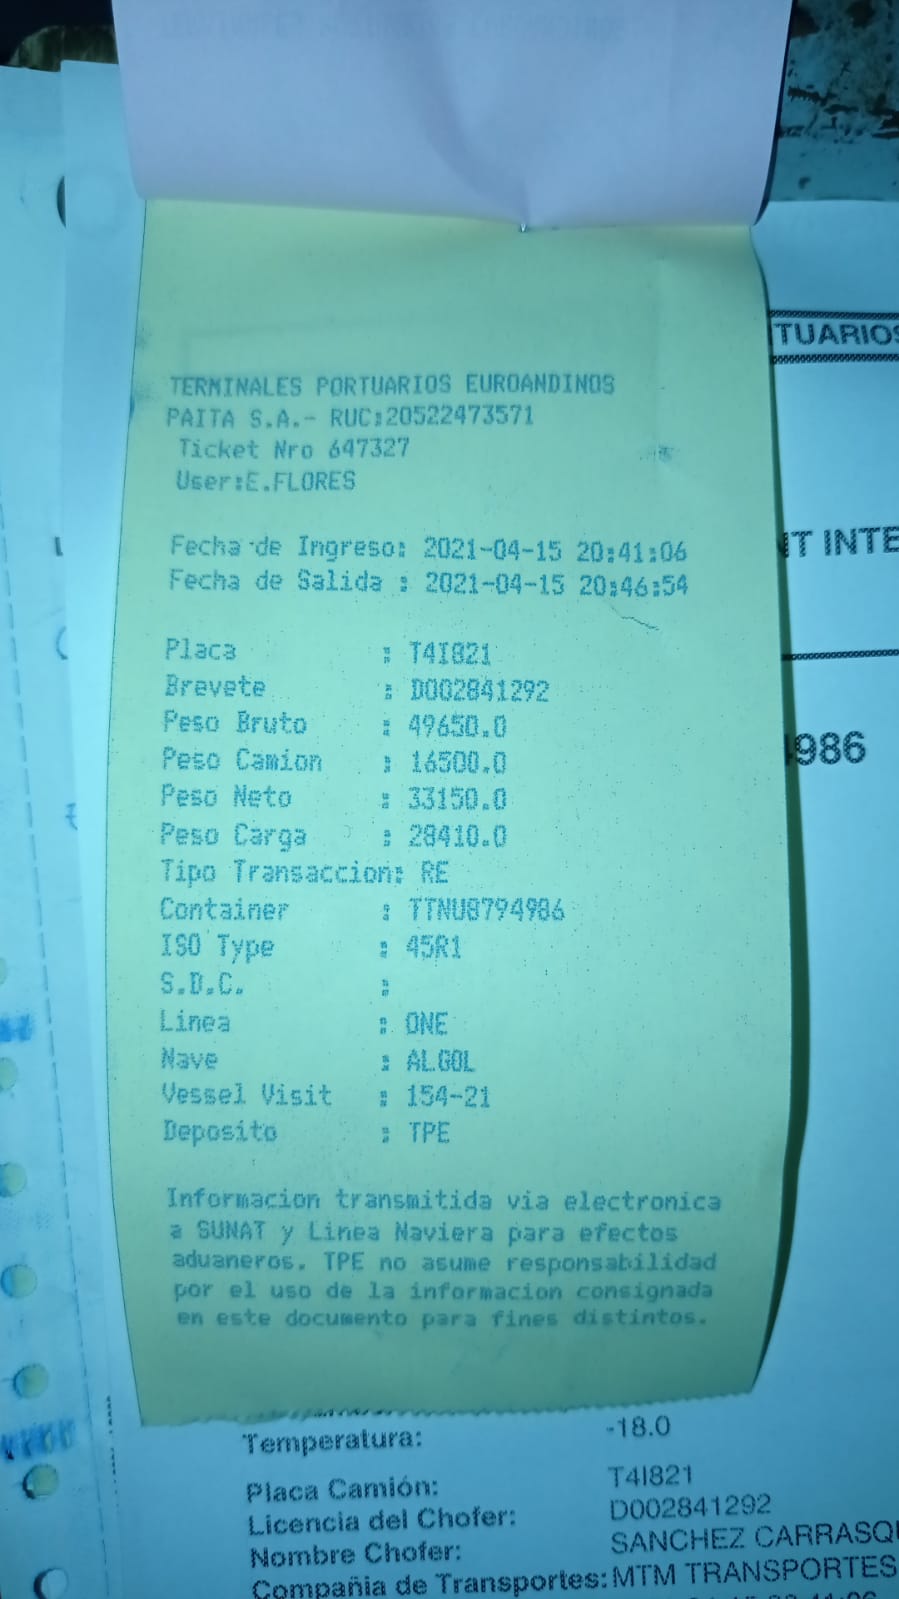 TERMINALES PORTUARIOS EUROANDINOS
PAITA S.A.- RUC:20522473571
Ticket Nro 647327
User:E.FLORES
Fecha de Ingreso: 2021-04-15 20:41:06
Fecha de Salida : 2021-04-15 20:46:54
Placa : T4I821
Brevete : D002841292
Peso Bruto : 49650.0
Peso Camion : 16500.0
Peso Neto : 33150.0
Peso Carga : 28410.0
Tipo Transaccion: RE
Container : TTNU8794986
ISO Type : 45R1
S.D.C. :
Linea : ONE
Nave : ALGOL
Vessel Visit : 154-21
Deposito : TPE
Informacion transmitida via electronica
a SUNAT y Linea Naviera para efectos
aduaneros. TPE no asume responsabilidad
por el uso de la informacion consignada
en este documento para fines distintos.
TUARIOS
NT INTE
4986
Temperatura: -18.0
Placa Camión: T4I821
Licencia del Chofer: D002841292
Nombre Chofer: SANCHEZ CARRASQU
Compañia de Transportes: MTM TRANSPORTES